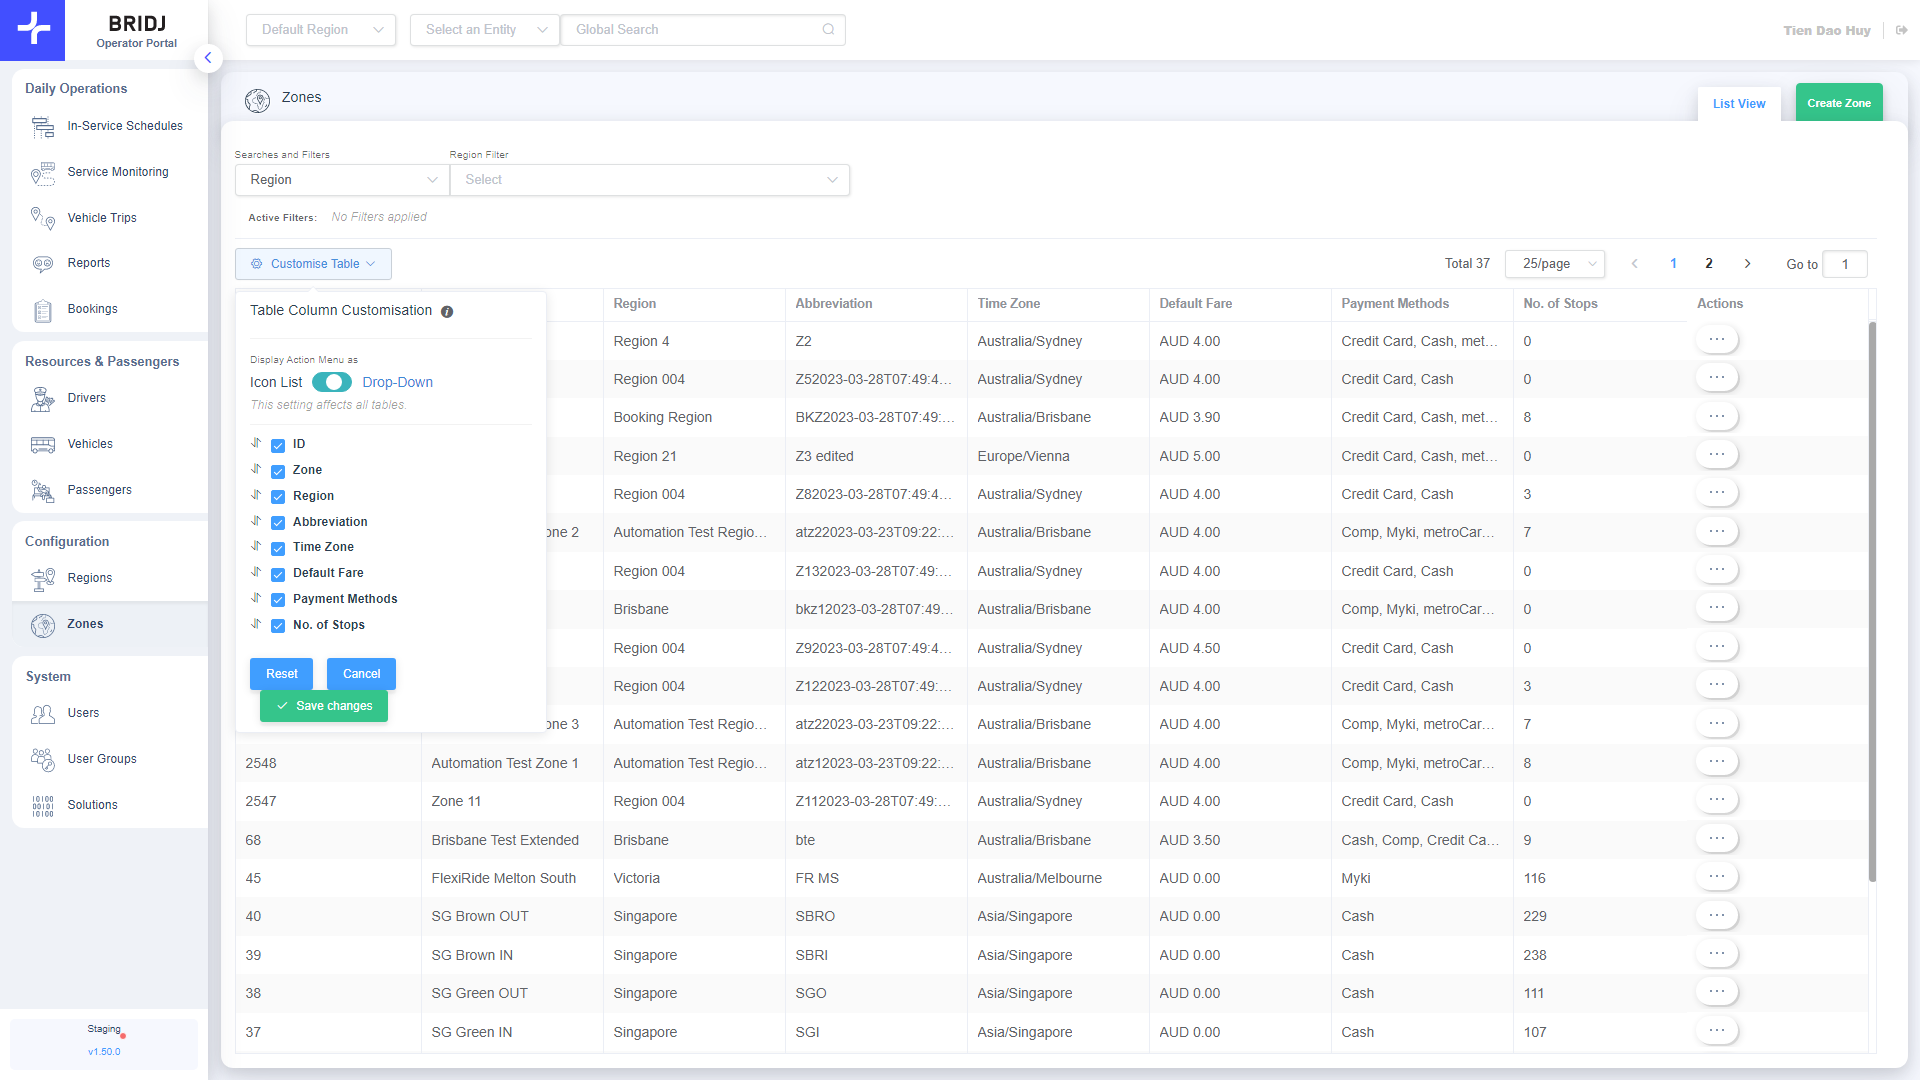 BRIDJ
Operator Portal
Default Region
Select an Entity
Global Search
Tien Dao Huy
Daily Operations
In-Service Schedules
Service Monitoring
Vehicle Trips
Reports
Bookings
Resources & Passengers
Drivers
Vehicles
Passengers
Configuration
Regions
Zones
System
Users
User Groups
Solutions
Staging
v1.50.0
Zones
List View
Create Zone
Searches and Filters
Region Filter
Region
Select
Active Filters: No Filters applied
Customise Table
Total 37
25/page
1
2
Go to
1
Table Column Customisation
Display Action Menu as
Icon List
Drop-Down
This setting affects all tables.
ID
Zone
Region
Abbreviation
Time Zone
Default Fare
Payment Methods
No. of Stops
Reset
Cancel
Save changes
Region Abbreviation Time Zone Default Fare Payment Methods No. of Stops Actions
Region 4 Z2 Australia/Sydney AUD 4.00 Credit Card, Cash, met... 0
Region 004 Z52023-03-28T07:49:4... Australia/Sydney AUD 4.00 Credit Card, Cash 0
Booking Region BKZ2023-03-28T07:49:... Australia/Brisbane AUD 3.90 Credit Card, Cash, met... 8
Region 21 Z3 edited Europe/Vienna AUD 5.00 Credit Card, Cash, met... 0
Region 004 Z82023-03-28T07:49:4... Australia/Sydney AUD 4.00 Credit Card, Cash 3
one 2 Automation Test Regio... atz22023-03-23T09:22:... Australia/Brisbane AUD 4.00 Comp, Myki, metroCar... 7
Region 004 Z132023-03-28T07:49:... Australia/Sydney AUD 4.00 Credit Card, Cash 0
Brisbane bkz12023-03-28T07:49... Australia/Brisbane AUD 4.00 Comp, Myki, metroCar... 0
Region 004 Z92023-03-28T07:49:4... Australia/Sydney AUD 4.50 Credit Card, Cash 0
Region 004 Z122023-03-28T07:49:... Australia/Sydney AUD 4.00 Credit Card, Cash 3
one 3 Automation Test Regio... atz22023-03-23T09:22:... Australia/Brisbane AUD 4.00 Comp, Myki, metroCar... 7
2548 Automation Test Zone 1 Automation Test Regio... atz12023-03-23T09:22:... Australia/Brisbane AUD 4.00 Comp, Myki, metroCar... 8
2547 Zone 11 Region 004 Z112023-03-28T07:49:... Australia/Sydney AUD 4.00 Credit Card, Cash 0
68 Brisbane Test Extended Brisbane bte Australia/Brisbane AUD 3.50 Cash, Comp, Credit Ca... 9
45 FlexiRide Melton South Victoria FR MS Australia/Melbourne AUD 0.00 Myki 116
40 SG Brown OUT Singapore SBRO Asia/Singapore AUD 0.00 Cash 229
39 SG Brown IN Singapore SBRI Asia/Singapore AUD 0.00 Cash 238
38 SG Green OUT Singapore SGO Asia/Singapore AUD 0.00 Cash 111
37 SG Green IN Singapore SGI Asia/Singapore AUD 0.00 Cash 107